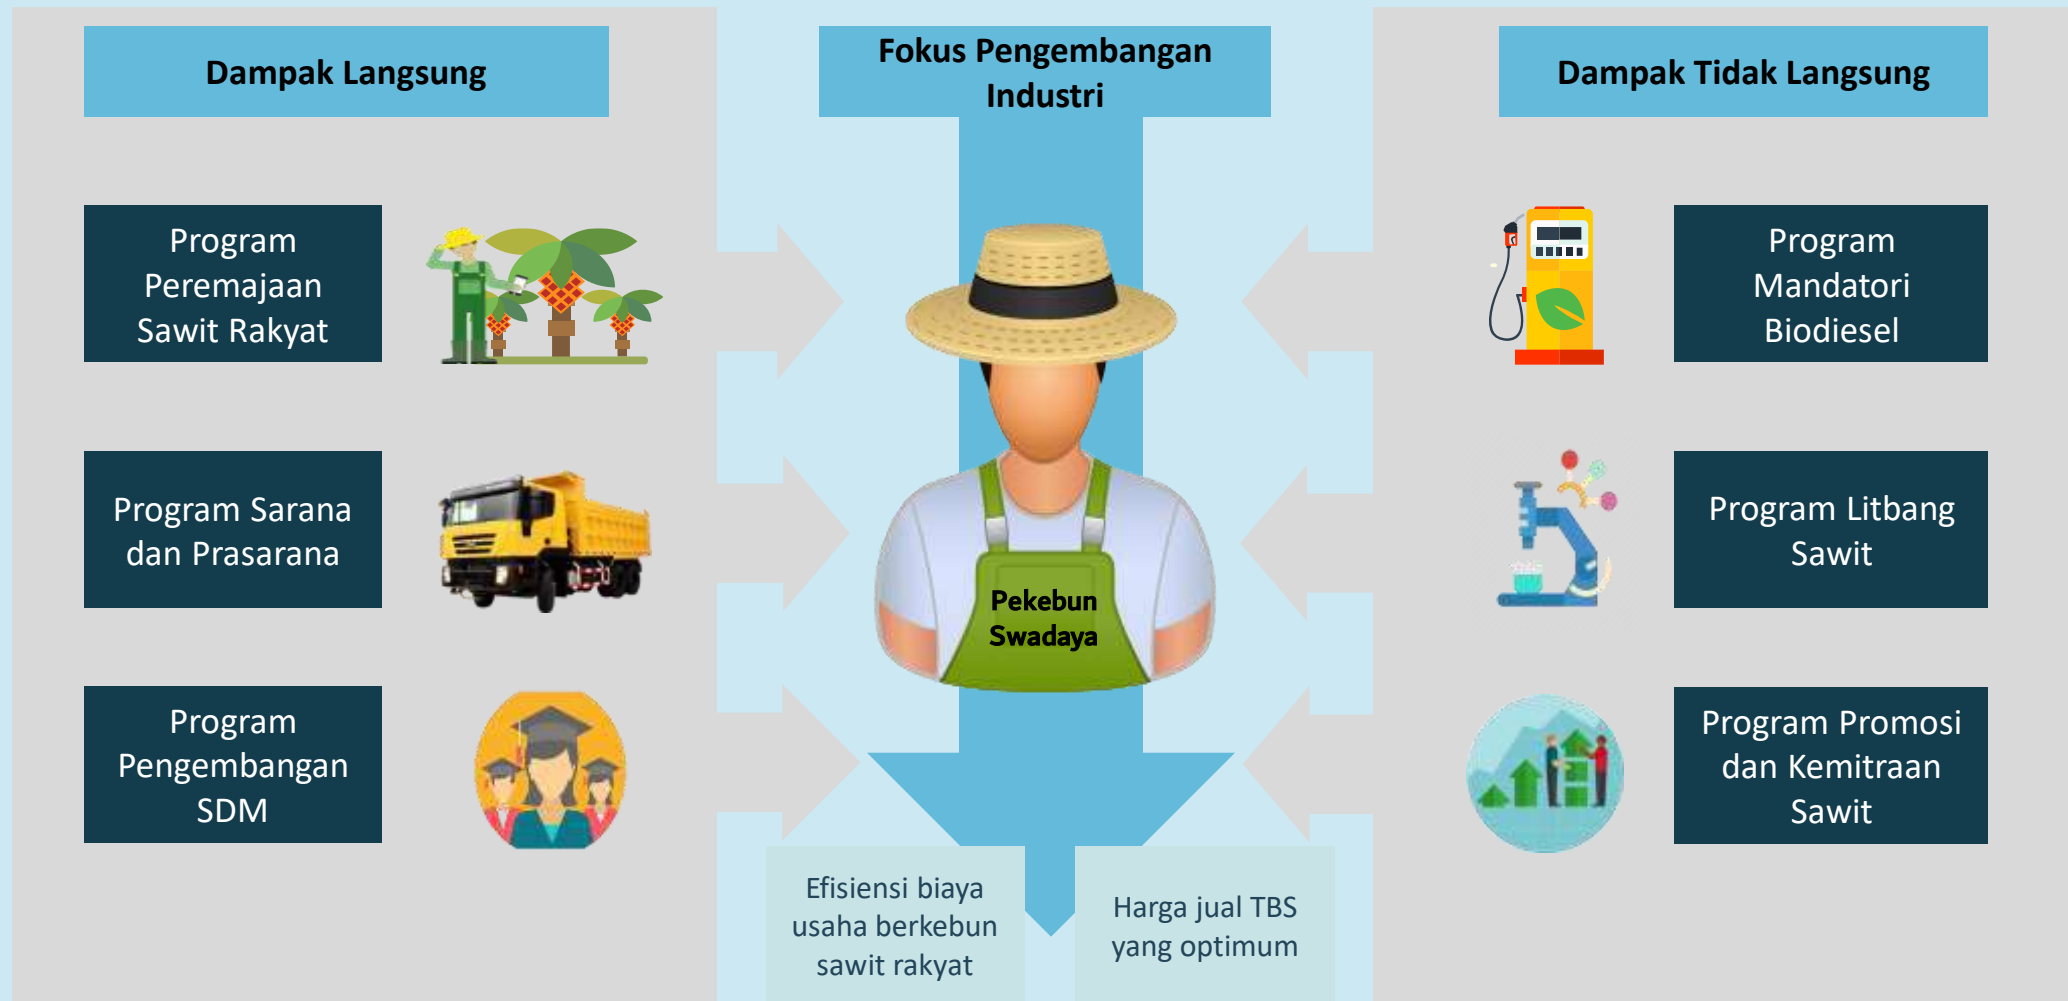 Dampak Langsung
Program
Peremajaan
Sawit Rakyat
Program Sarana
dan Prasarana
Program
Pengembangan
SDM
Fokus Pengembangan
Industri
Pekebun
Swadaya
Efisiensi biaya
usaha berkebun
sawit rakyat
Harga jual TBS
yang optimum
Dampak Tidak Langsung
Program
Mandatori
Biodiesel
Program Litbang
Sawit
Program Promosi
dan Kemitraan
Sawit